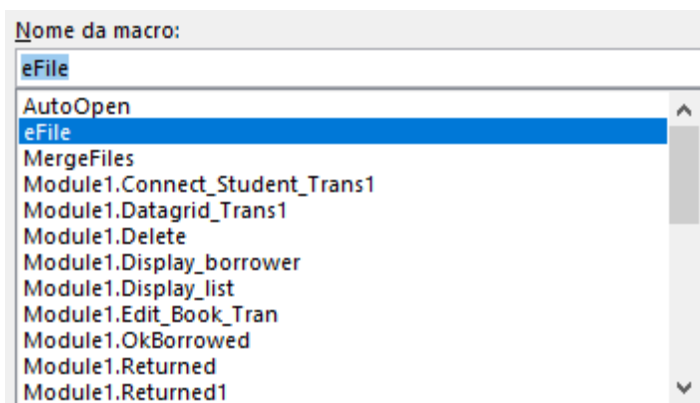 Nome da macro:
eFile
AutoOpen
eFile
MergeFiles
Module1.Connect_Student_Trans1
Module1.Datagrid_Trans1
Module1.Delete
Module1.Display_borrower
Module1.Display_list
Module1.Edit_Book_Tran
Module1.OkBorrowed
Module1.Returned
Module1.Returned1